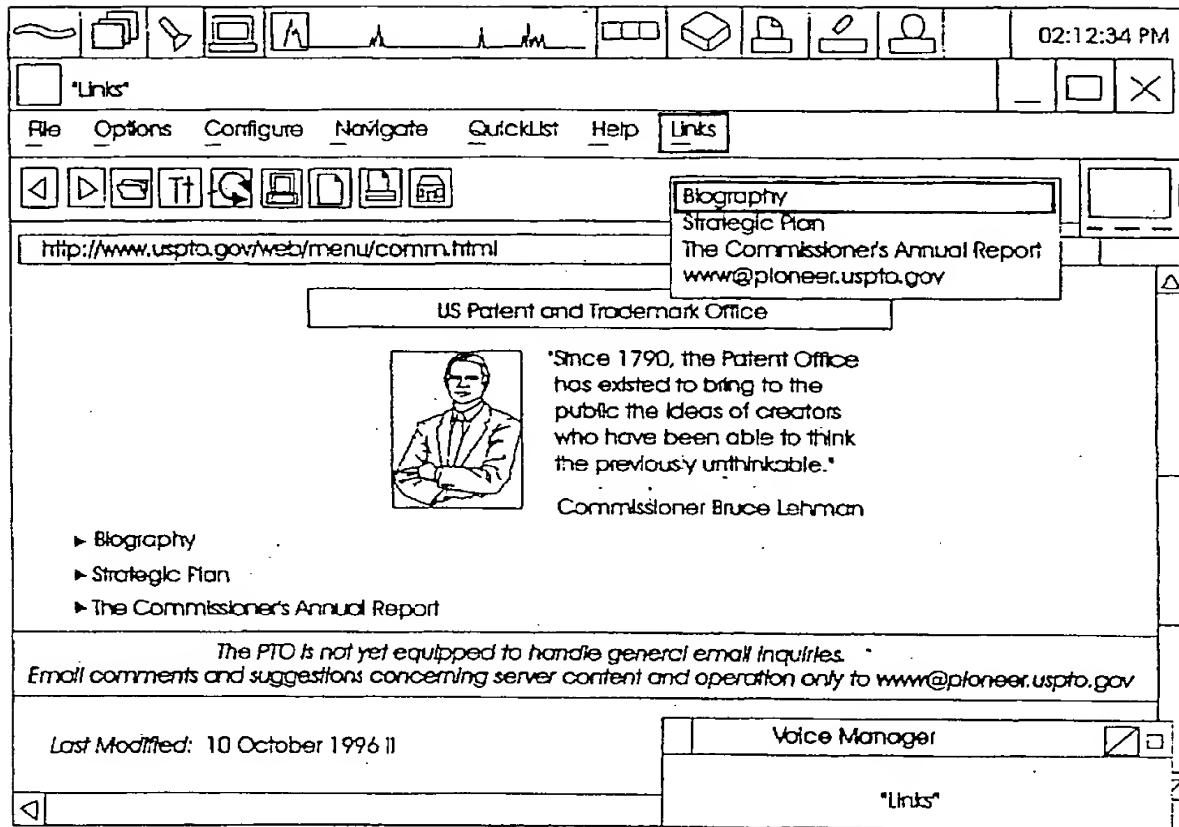 02:12:34 PM
"Links"
File Options Configure Navigate QuickList Help Links
Tt
Biography
Strategic Plan
The Commissioner's Annual Report
www@pioneer.uspto.gov
http://www.uspto.gov/web/menu/comm.html
US Patent and Trademark Office
"Since 1790, the Patent Office
has existed to bring to the
public the ideas of creators
who have been able to think
the previously unthinkable."
Commissioner Bruce Lehman
▸ Biography
▸ Strategic Plan
▸ The Commissioner's Annual Report
The PTO is not yet equipped to handle general email inquiries.
Email comments and suggestions concerning server content and operation only to www@pioneer.uspto.gov
Last Modified: 10 October 1996 ll
Voice Manager
"Links"